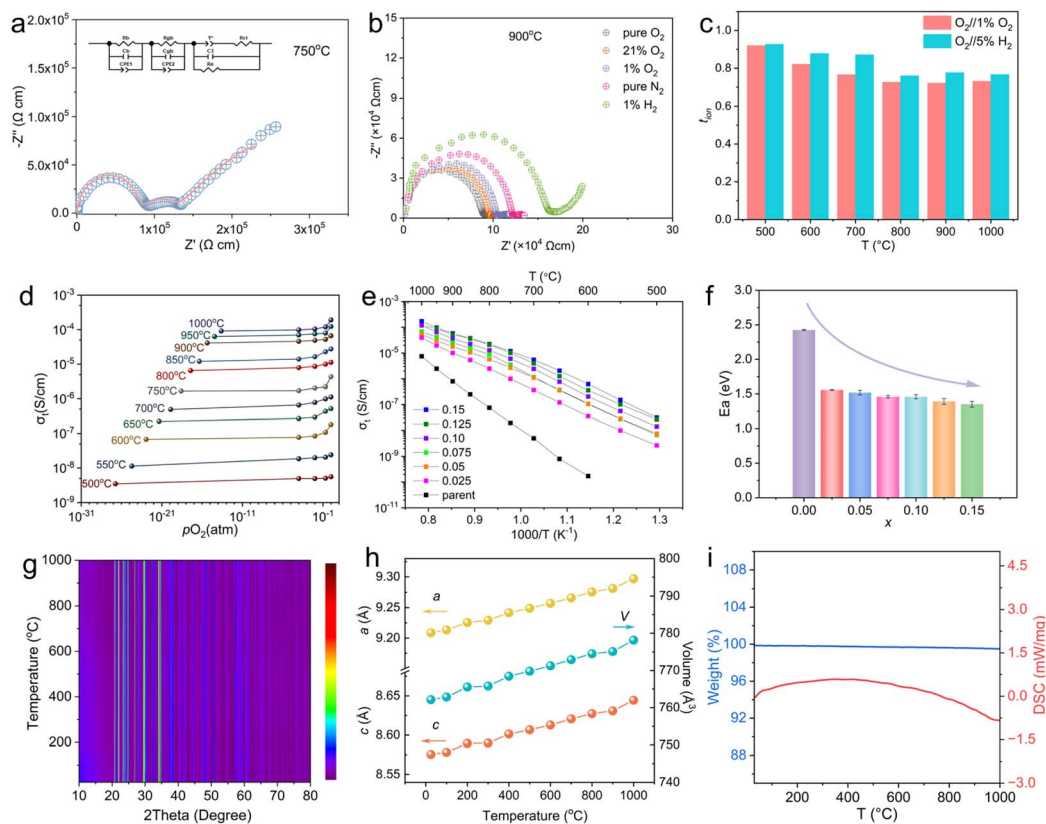 a
2.0x10⁵
1.5x10⁵
1.0x10⁵
5.0x10⁴
0.0
-Z'' (Ω cm)
0
1x10⁵
2x10⁵
3x10⁵
Z' (Ω cm)
750°C
Rb
Cb
CPE1
Rgb
Cgb
CPE2
Rct
C3
Re
b
900°C
15
12
9
6
3
0
-Z'' (×10⁴ Ωcm)
0
10
20
30
Z' (×10⁴ Ωcm)
pure O₂
21% O₂
1% O₂
pure N₂
1% H₂
c
O₂//1% O₂
O₂//5% H₂
1.0
0.8
0.6
0.4
0.2
0.0
tion
500 600 700 800 900 1000
T (°C)
d
10⁻³
10⁻⁴
10⁻⁵
10⁻⁶
10⁻⁷
10⁻⁸
10⁻⁹
σt(S/cm)
1000°C
950°C
900°C
850°C
800°C
750°C
700°C
650°C
600°C
550°C
500°C
10⁻³¹ 10⁻²¹ 10⁻¹¹ 10⁻¹
pO₂(atm)
e
T (°C)
1000 900 800 700 600 500
10⁻³
10⁻⁵
10⁻⁷
10⁻⁹
10⁻¹¹
σt (S/cm)
0.15
0.125
0.10
0.075
0.05
0.025
parent
0.8 0.9 1.0 1.1 1.2 1.3
1000/T (K⁻¹)
f
3.0
2.5
2.0
1.5
1.0
0.5
0.0
Ea (eV)
0.00 0.05 0.10 0.15
x
g
1000
800
600
400
200
Temperature (°C)
10 20 30 40 50 60 70 80
2Theta (Degree)
h
9.30
9.25
9.20
a (Å)
8.65
8.60
8.55
c (Å)
a
V
c
800
790
780
770
760
750
740
Volume (Å³)
0 200 400 600 800 1000
Temperature (°C)
i
108
104
100
96
92
88
Weight (%)
4.5
3.0
1.5
0.0
−1.5
−3.0
DSC (mW/mg)
200 400 600 800 1000
T (°C)